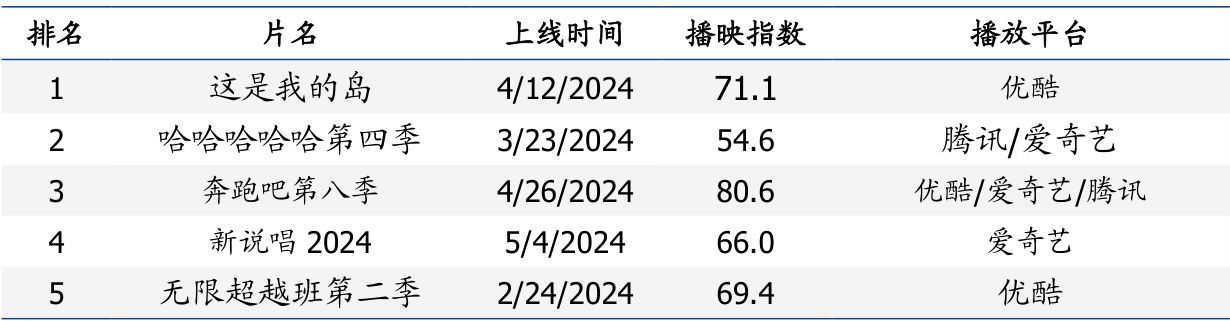 排名 片名 上线时间 播映指数 播放平台
1 这是我的岛 4/12/2024 71.1 优酷
2 哈哈哈哈哈第四季 3/23/2024 54.6 腾讯/爱奇艺
3 奔跑吧第八季 4/26/2024 80.6 优酷/爱奇艺/腾讯
4 新说唱 2024 5/4/2024 66.0 爱奇艺
5 无限超越班第二季 2/24/2024 69.4 优酷